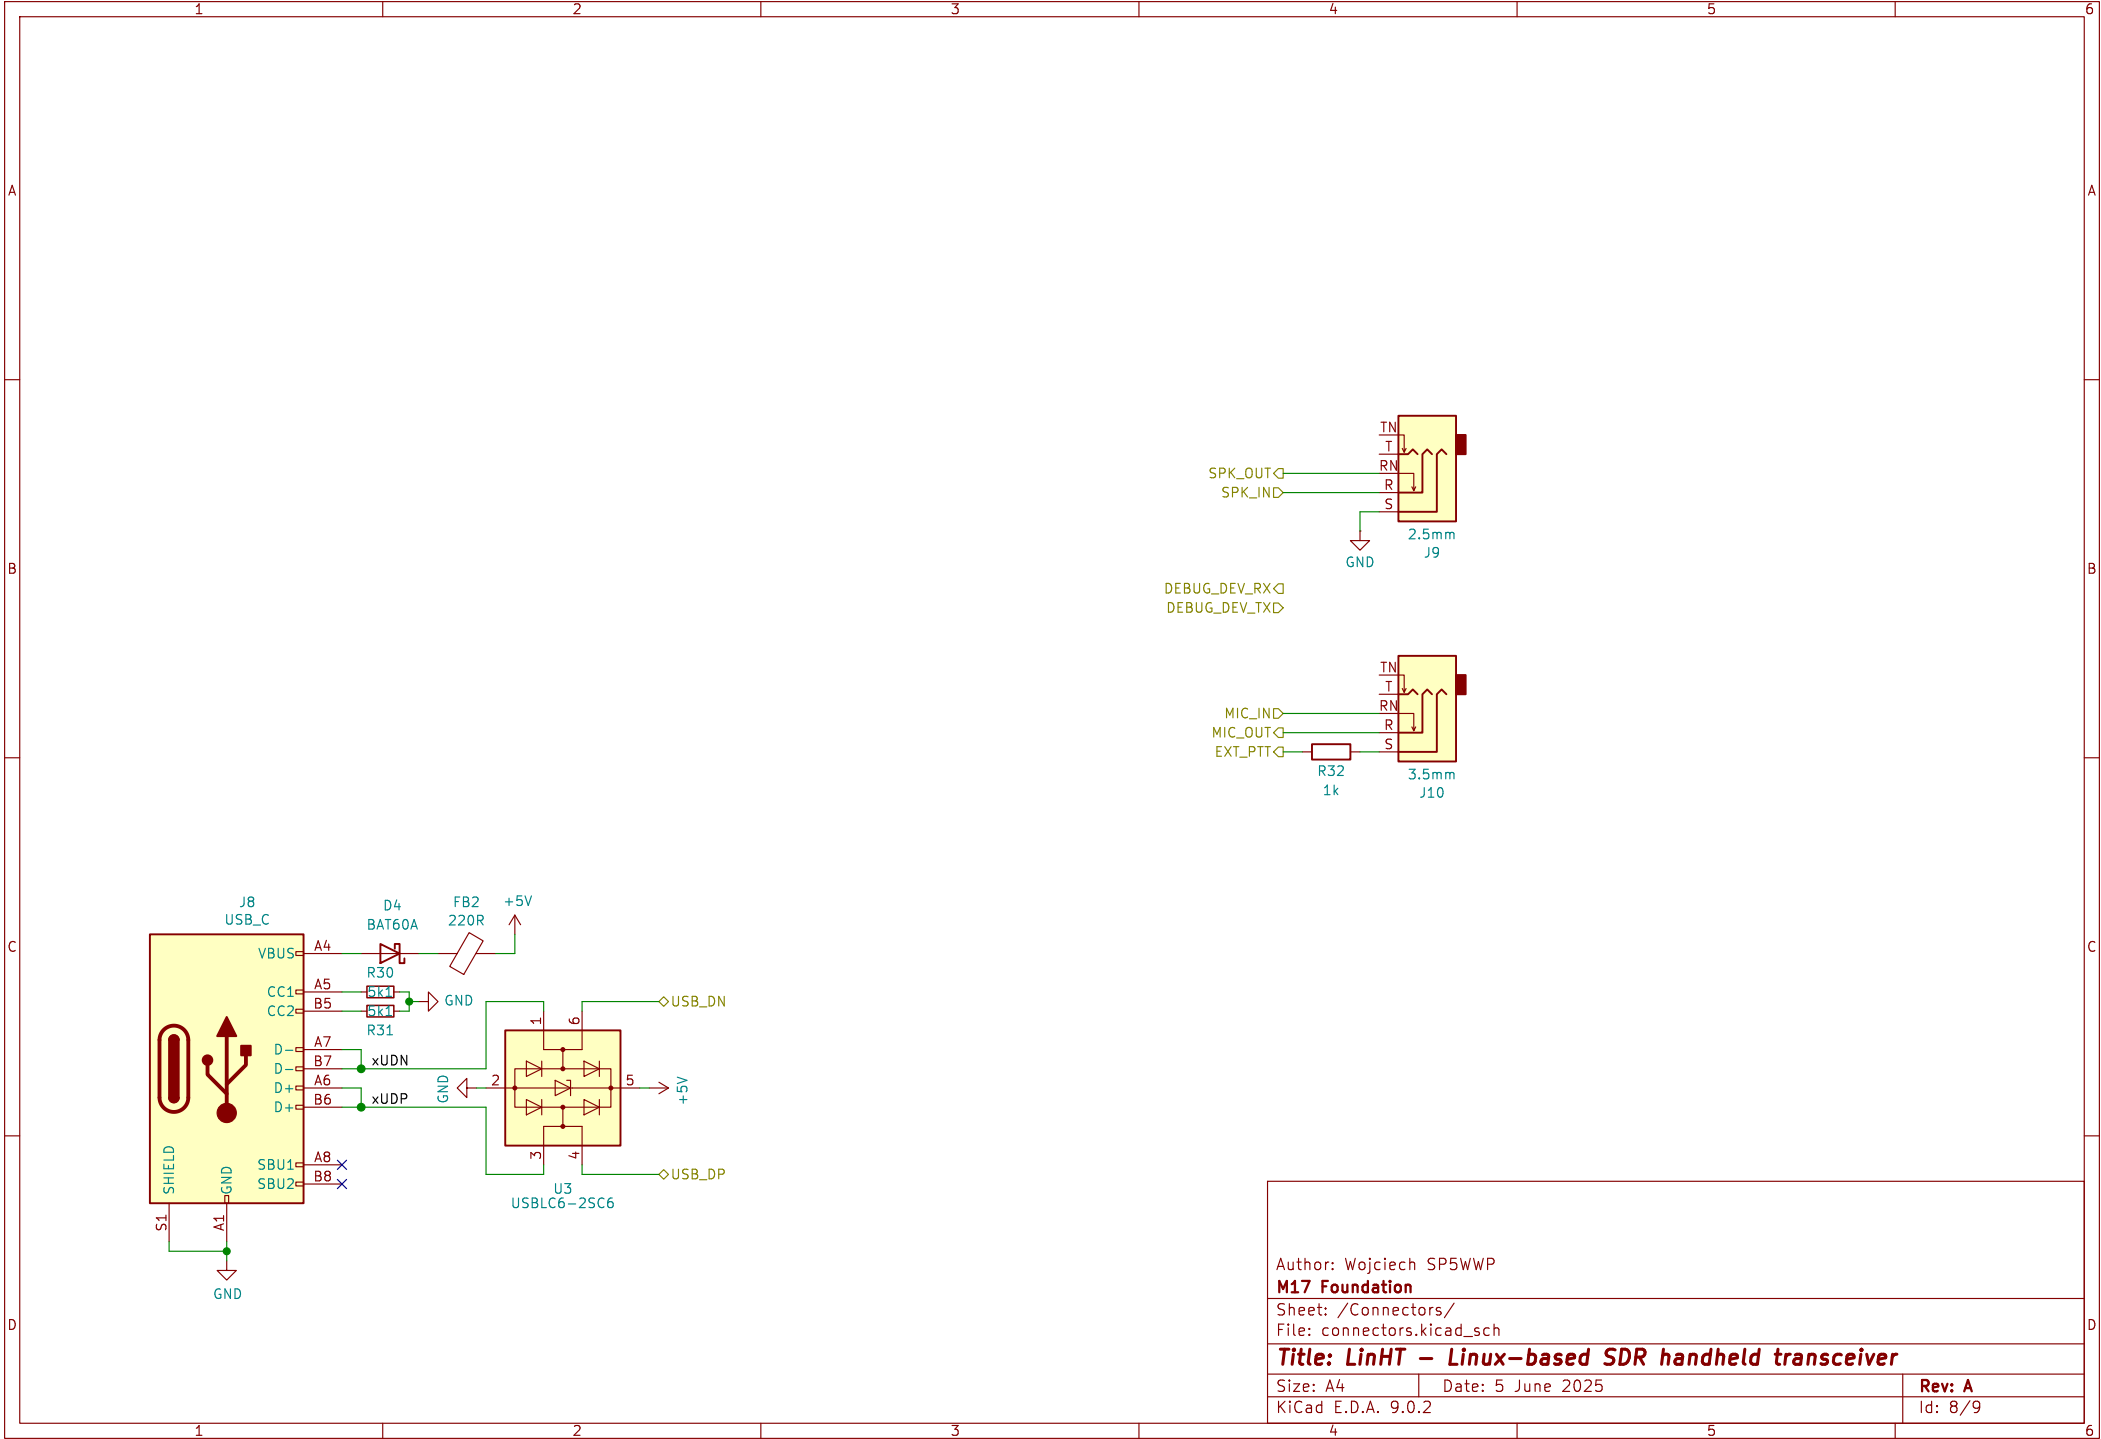 1 2 3 4 5 6
A A
B B
C C
D D
TN
T
RN
R
S
SPK_OUT
SPK_IN
2.5mm
J9
GND
DEBUG_DEV_RX
DEBUG_DEV_TX
TN
T
RN
R
S
MIC_IN
MIC_OUT
EXT_PTT
R32
1k
3.5mm
J10
J8
USB_C
D4
BAT60A
FB2
220R
+5V
VBUS A4
R30
CC1 A5 5k1
GND
CC2 B5 5k1
R31
D- A7
D- B7 xUDN
D+ A6
D+ B6 xUDP
SBU1 A8
SBU2 B8
SHIELD
GND
S1
A1
GND
USB_DN
1 6
GND 2 5 +5V
3 4
USB_DP
U3
USBLC6-2SC6
Author: Wojciech SP5WWP
M17 Foundation
Sheet: /Connectors/
File: connectors.kicad_sch
Title: LinHT - Linux-based SDR handheld transceiver
Size: A4 Date: 5 June 2025 Rev: A
KiCad E.D.A. 9.0.2 Id: 8/9
1 2 3 4 5 6